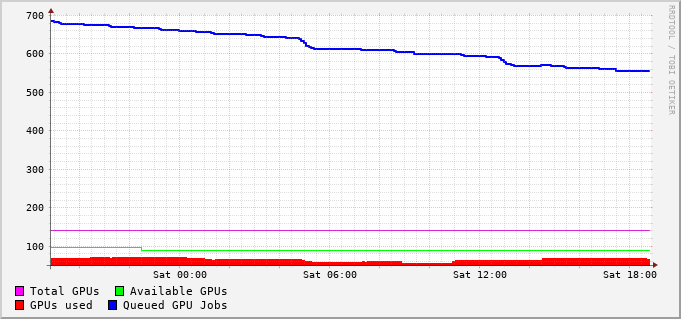 700
600
500
400
300
200
100
Sat 00:00 Sat 06:00 Sat 12:00 Sat 18:00
Total GPUs Available GPUs
GPUs used Queued GPU Jobs
RRDTOOL / TOBI OETIKER